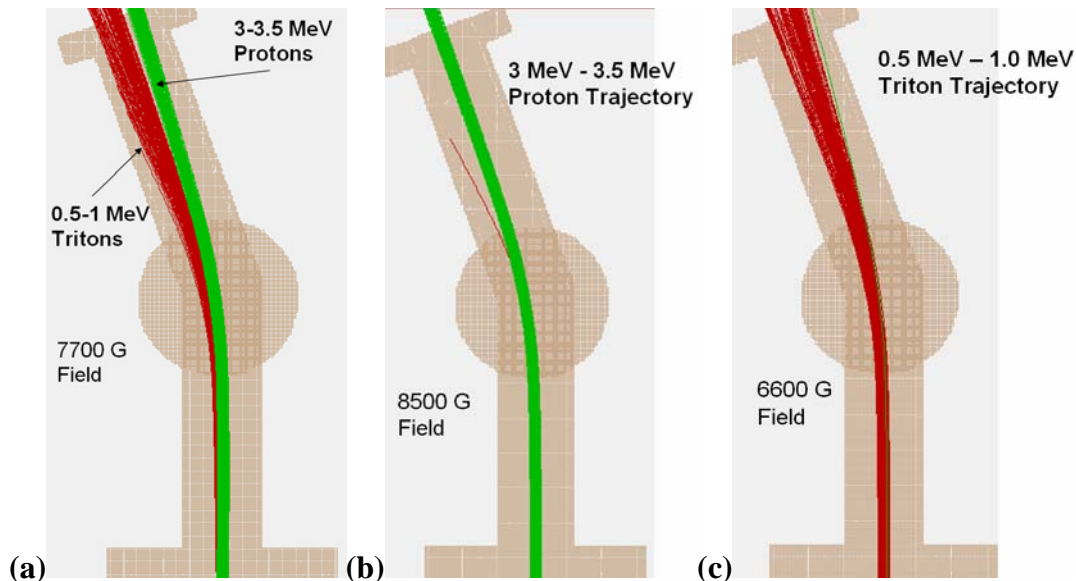 3-3.5 MeV
Protons
0.5-1 MeV
Tritons
7700 G
Field
(a)
3 MeV - 3.5 MeV
Proton Trajectory
8500 G
Field
(b)
0.5 MeV – 1.0 MeV
Triton Trajectory
6600 G
Field
(c)